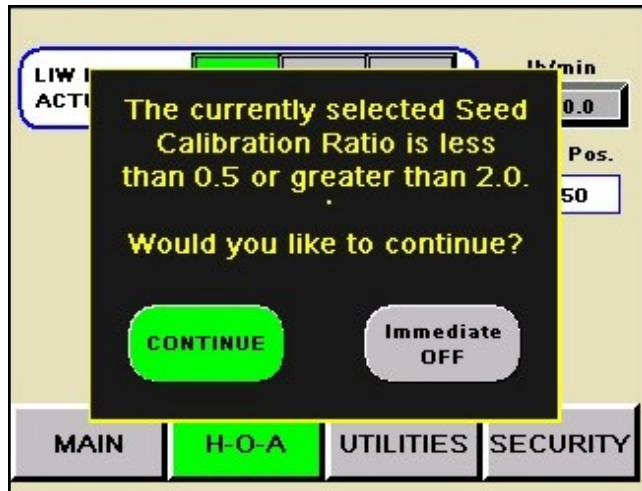 LIW
ACTU
lb/min
0.0
Pos.
50
The currently selected Seed
Calibration Ratio is less
than 0.5 or greater than 2.0.
Would you like to continue?
CONTINUE
Immediate
OFF
MAIN
H-O-A
UTILITIES
SECURITY